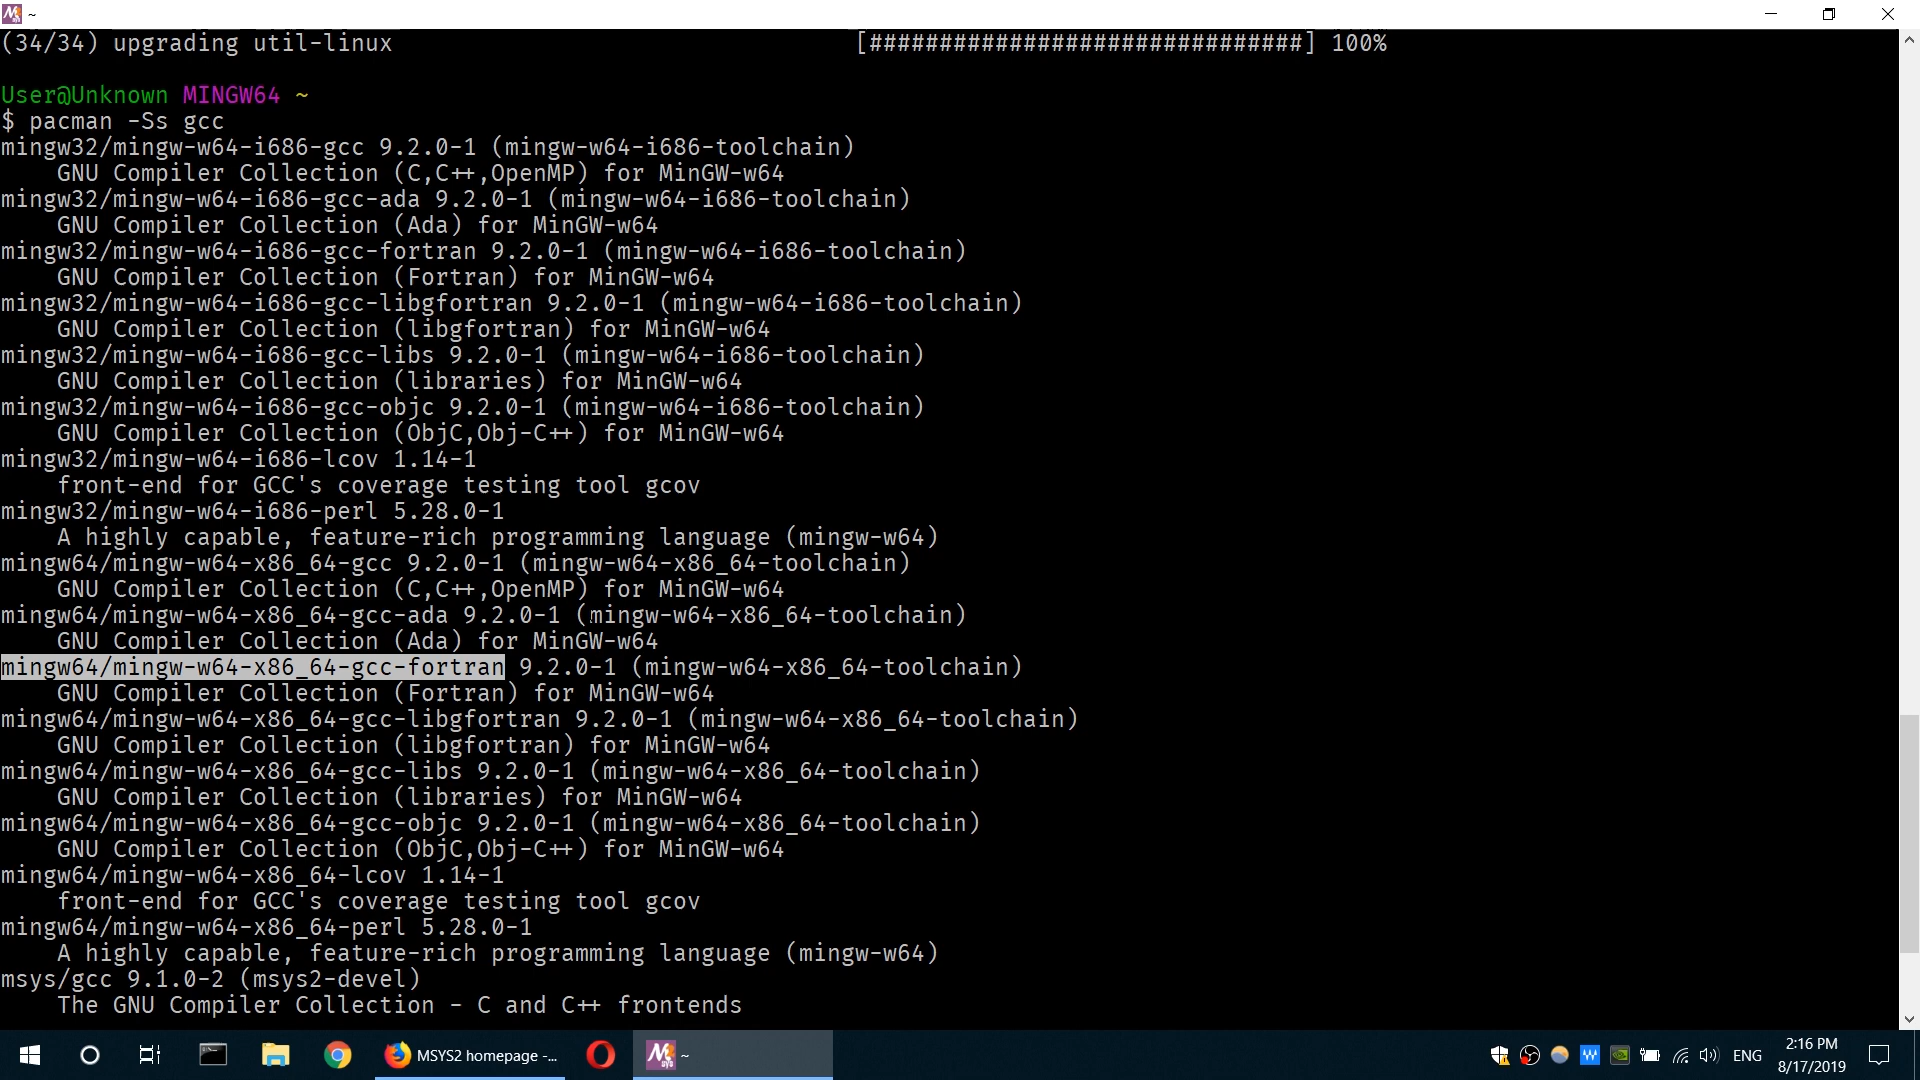 ~
(34/34) upgrading util-linux [###############################] 100%
User@Unknown MINGW64 ~
$ pacman -Ss gcc
mingw32/mingw-w64-i686-gcc 9.2.0-1 (mingw-w64-i686-toolchain)
GNU Compiler Collection (C,C++,OpenMP) for MinGW-w64
mingw32/mingw-w64-i686-gcc-ada 9.2.0-1 (mingw-w64-i686-toolchain)
GNU Compiler Collection (Ada) for MinGW-w64
mingw32/mingw-w64-i686-gcc-fortran 9.2.0-1 (mingw-w64-i686-toolchain)
GNU Compiler Collection (Fortran) for MinGW-w64
mingw32/mingw-w64-i686-gcc-libgfortran 9.2.0-1 (mingw-w64-i686-toolchain)
GNU Compiler Collection (libgfortran) for MinGW-w64
mingw32/mingw-w64-i686-gcc-libs 9.2.0-1 (mingw-w64-i686-toolchain)
GNU Compiler Collection (libraries) for MinGW-w64
mingw32/mingw-w64-i686-gcc-objc 9.2.0-1 (mingw-w64-i686-toolchain)
GNU Compiler Collection (ObjC,Obj-C++) for MinGW-w64
mingw32/mingw-w64-i686-lcov 1.14-1
front-end for GCC's coverage testing tool gcov
mingw32/mingw-w64-i686-perl 5.28.0-1
A highly capable, feature-rich programming language (mingw-w64)
mingw64/mingw-w64-x86_64-gcc 9.2.0-1 (mingw-w64-x86_64-toolchain)
GNU Compiler Collection (C,C++,OpenMP) for MinGW-w64
mingw64/mingw-w64-x86_64-gcc-ada 9.2.0-1 (mingw-w64-x86_64-toolchain)
GNU Compiler Collection (Ada) for MinGW-w64
mingw64/mingw-w64-x86_64-gcc-fortran 9.2.0-1 (mingw-w64-x86_64-toolchain)
GNU Compiler Collection (Fortran) for MinGW-w64
mingw64/mingw-w64-x86_64-gcc-libgfortran 9.2.0-1 (mingw-w64-x86_64-toolchain)
GNU Compiler Collection (libgfortran) for MinGW-w64
mingw64/mingw-w64-x86_64-gcc-libs 9.2.0-1 (mingw-w64-x86_64-toolchain)
GNU Compiler Collection (libraries) for MinGW-w64
mingw64/mingw-w64-x86_64-gcc-objc 9.2.0-1 (mingw-w64-x86_64-toolchain)
GNU Compiler Collection (ObjC,Obj-C++) for MinGW-w64
mingw64/mingw-w64-x86_64-lcov 1.14-1
front-end for GCC's coverage testing tool gcov
mingw64/mingw-w64-x86_64-perl 5.28.0-1
A highly capable, feature-rich programming language (mingw-w64)
msys/gcc 9.1.0-2 (msys2-devel)
The GNU Compiler Collection - C and C++ frontends
MSYS2 homepage -... ~ ENG 2:16 PM
8/17/2019